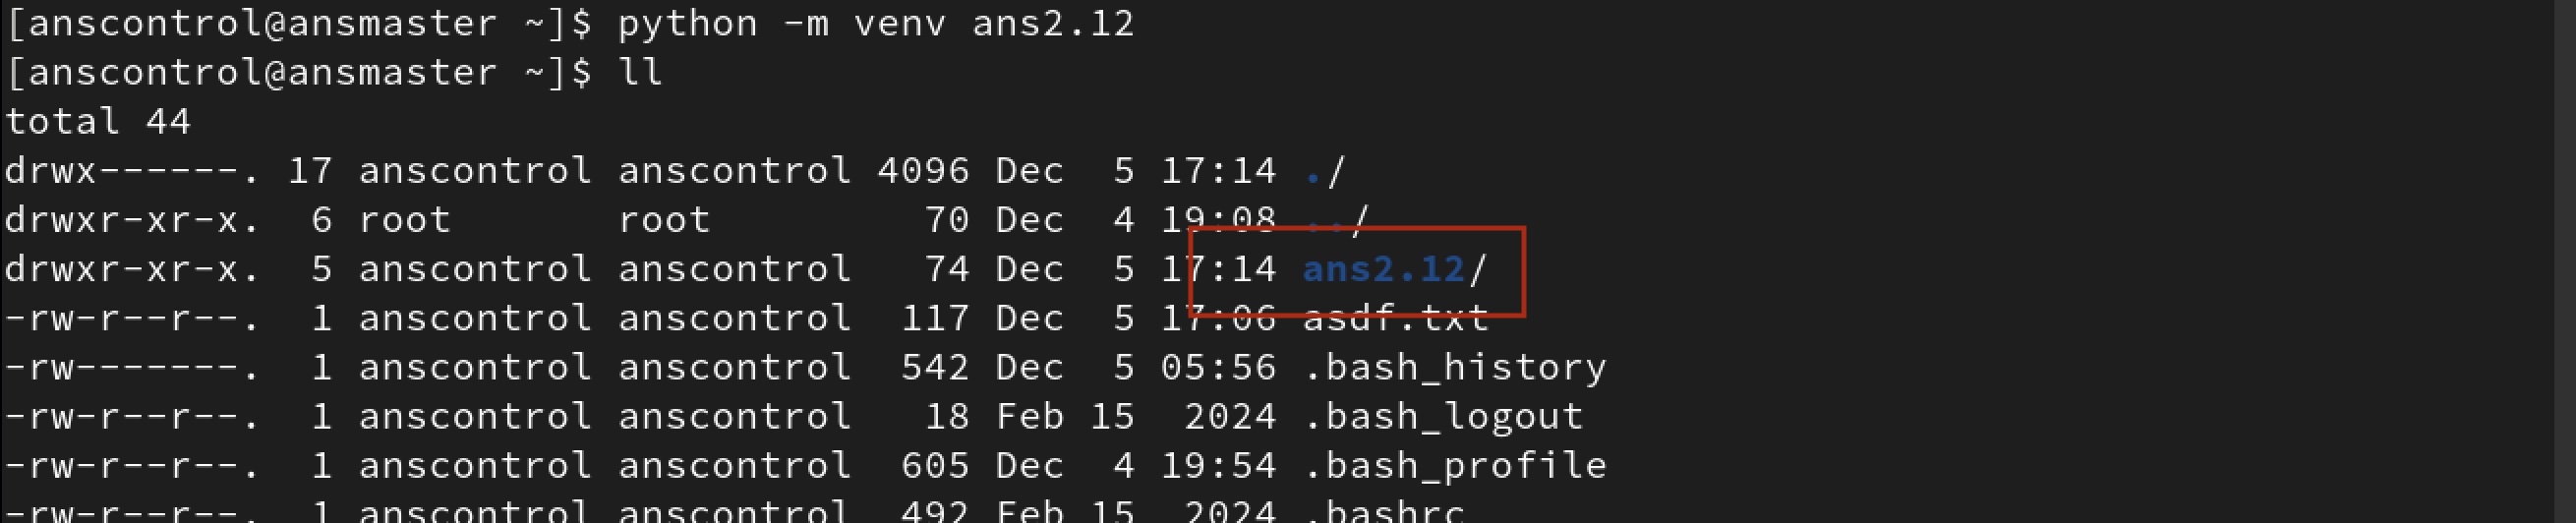 [anscontrol@ansmaster ~]$ python -m venv ans2.12
[anscontrol@ansmaster ~]$ ll
total 44
drwx------. 17 anscontrol anscontrol 4096 Dec  5 17:14 ./
drwxr-xr-x.  6 root       root         70 Dec  4 19:08 ../
drwxr-xr-x.  5 anscontrol anscontrol   74 Dec  5 17:14 ans2.12/
-rw-r--r--.  1 anscontrol anscontrol  117 Dec  5 17:06 asdf.txt
-rw-------.  1 anscontrol anscontrol  542 Dec  5 05:56 .bash_history
-rw-r--r--.  1 anscontrol anscontrol   18 Feb 15  2024 .bash_logout
-rw-r--r--.  1 anscontrol anscontrol  605 Dec  4 19:54 .bash_profile
-rw-r--r--.  1 anscontrol anscontrol  492 Feb 15  2024 .bashrc